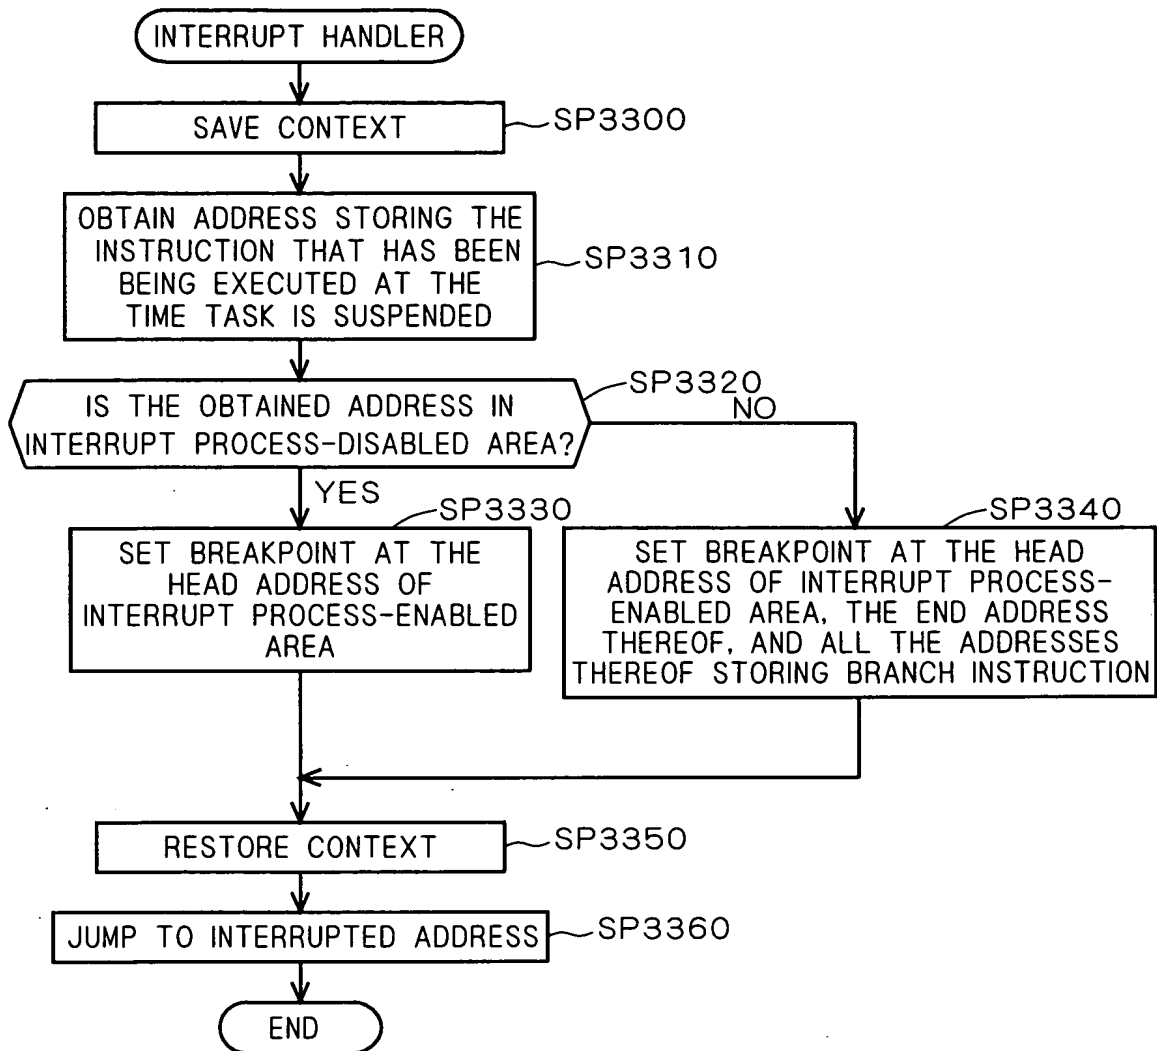 INTERRUPT HANDLER
SAVE CONTEXT
SP3300
OBTAIN ADDRESS STORING THE
INSTRUCTION THAT HAS BEEN
BEING EXECUTED AT THE
TIME TASK IS SUSPENDED
SP3310
IS THE OBTAINED ADDRESS IN
INTERRUPT PROCESS-DISABLED AREA?
SP3320
NO
YES
SP3330
SET BREAKPOINT AT THE
HEAD ADDRESS OF
INTERRUPT PROCESS-ENABLED
AREA
SP3340
SET BREAKPOINT AT THE HEAD
ADDRESS OF INTERRUPT PROCESS-
ENABLED AREA, THE END ADDRESS
THEREOF, AND ALL THE ADDRESSES
THEREOF STORING BRANCH INSTRUCTION
RESTORE CONTEXT
SP3350
JUMP TO INTERRUPTED ADDRESS
SP3360
END